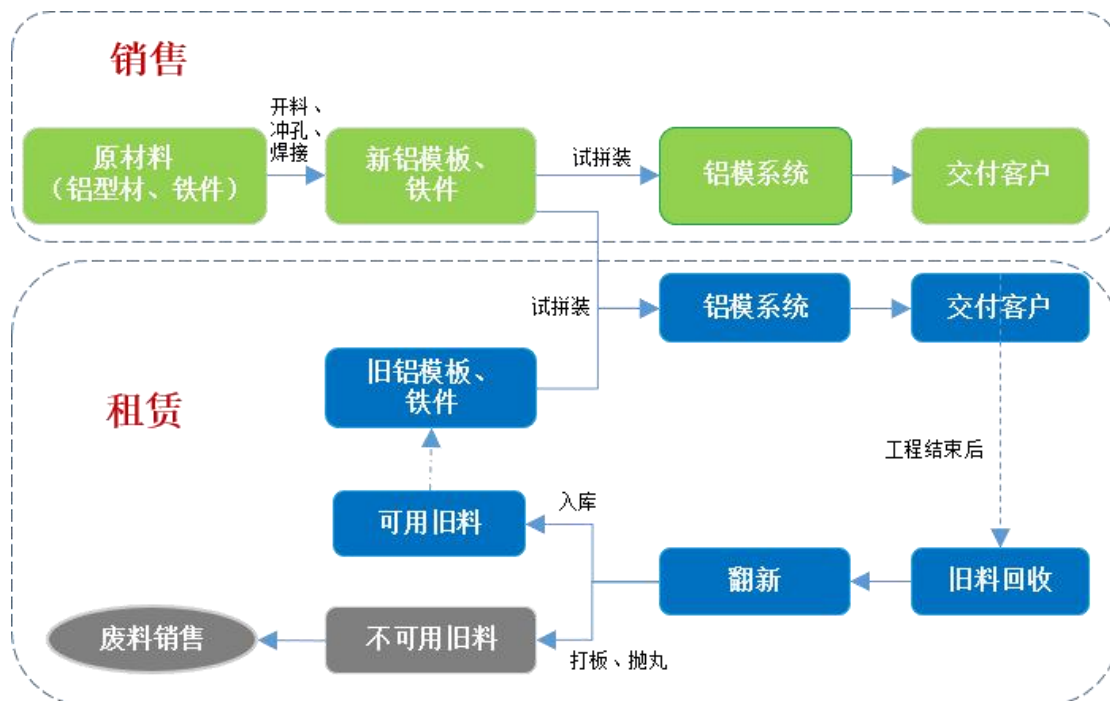 销售
开料、
冲孔、
焊接
原材料
（铝型材、铁件）
新铝模板、
铁件
试拼装
铝模系统
交付客户
租赁
试拼装
铝模系统
交付客户
旧铝模板、
铁件
工程结束后
入库
可用旧料
翻新
旧料回收
废料销售
不可用旧料
打板、抛丸